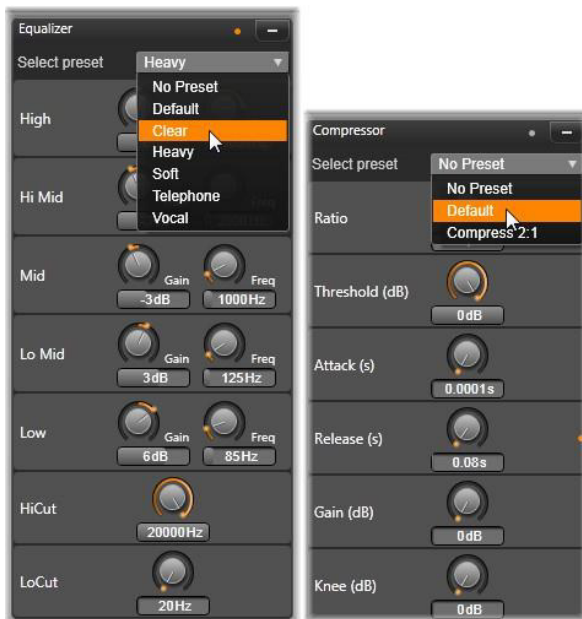 Equalizer
Select preset Heavy
No Preset
Default
Clear
Heavy
Soft
Telephone
Vocal
High
Hi Mid
Mid Gain Freq
-3dB 1000Hz
Lo Mid Gain Freq
3dB 125Hz
Low Gain Freq
6dB 85Hz
HiCut
20000Hz
LoCut
20Hz
Compressor
Select preset No Preset
No Preset
Default
Compress 2:1
Ratio
Threshold (dB)
0dB
Attack (s)
0.0001s
Release (s)
0.08s
Gain (dB)
0dB
Knee (dB)
0dB